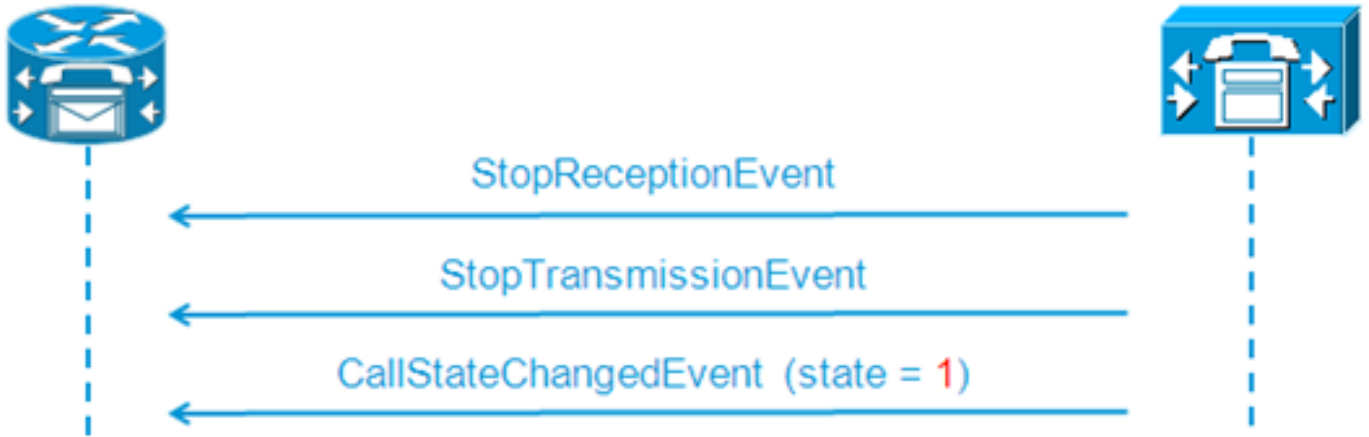 StopReceptionEvent
StopTransmissionEvent
CallStateChangedEvent (state = 1)